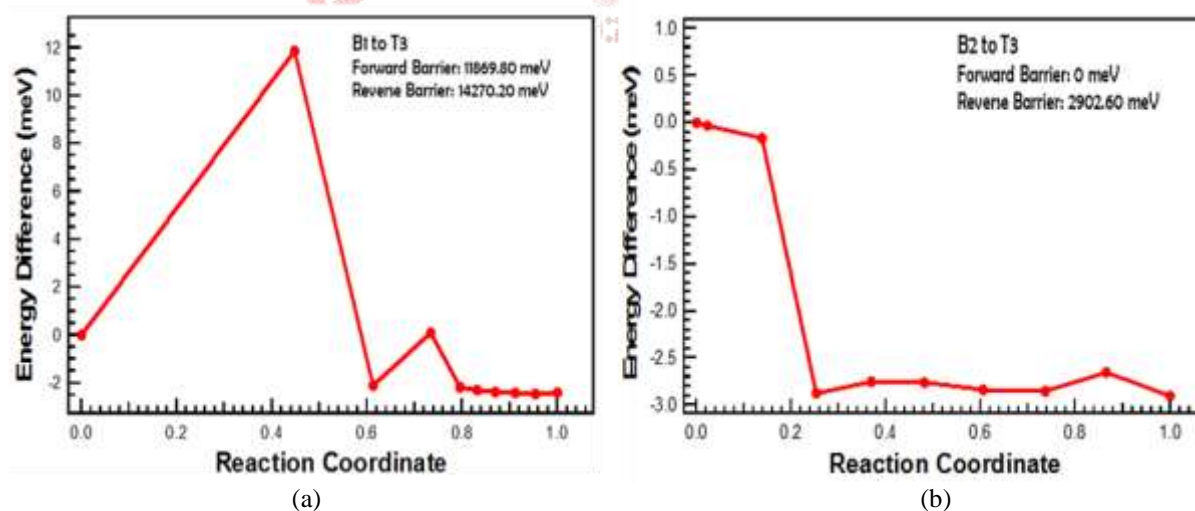 B1 to T3
Forward Barrier: 11869.80 meV
Reverse Barrier: 14270.20 meV
Energy Difference (meV)
12
10
8
6
4
2
0
-2
0.0 0.2 0.4 0.6 0.8 1.0
Reaction Coordinate
(a)
B2 to T3
Forward Barrier: 0 meV
Reverse Barrier: 2902.60 meV
Energy Difference (meV)
1.0
0.5
0.0
-0.5
-1.0
-1.5
-2.0
-2.5
-3.0
0.0 0.2 0.4 0.6 0.8 1.0
Reaction Coordinate
(b)